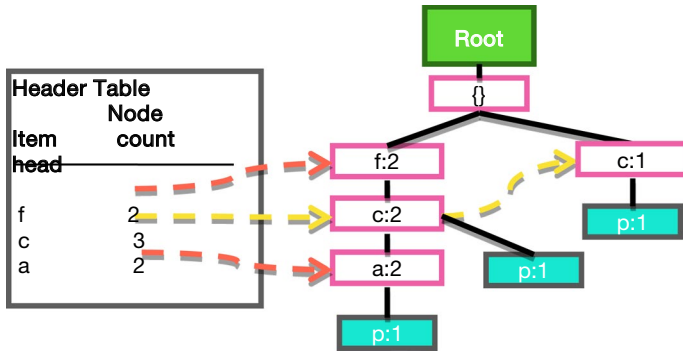 Root
Header Table
Node
Item count
head
{}
f:2
c:1
f 2
c:2
p:1
c 3
a 2
a:2
p:1
p:1